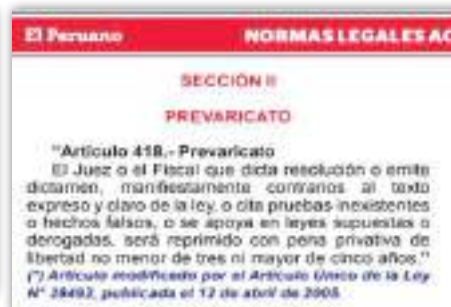 El Peruano NORMAS LEGALES AC
SECCIÓN II
PREVARICATO
"Artículo 418.- Prevaricato
El Juez o el Fiscal que dicta resolución o emite
dictamen, manifiestamente contrarios al texto
expreso y claro de la ley, o cita pruebas inexistentes
o hechos falsos, o se apoya en leyes supuestas o
derogadas, será reprimido con pena privativa de
libertad no menor de tres ni mayor de cinco años."
(*) Artículo modificado por el Artículo Único de la Ley
N° 28492, publicada el 12 de abril de 2005.